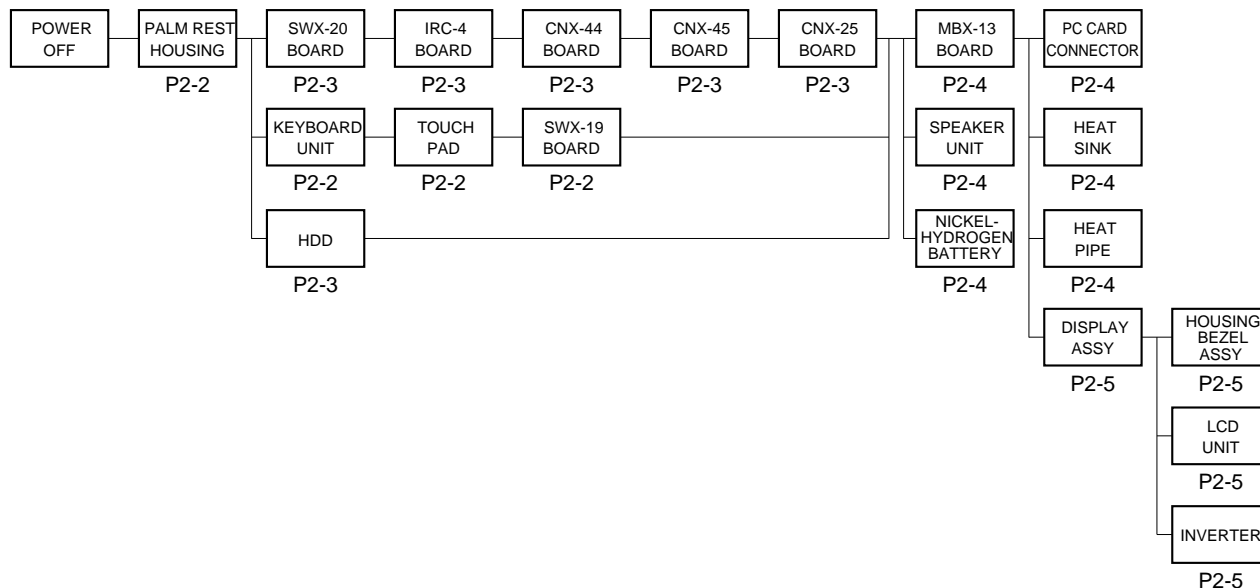 POWER
OFF
PALM REST
HOUSING
P2-2
SWX-20
BOARD
P2-3
IRC-4
BOARD
P2-3
CNX-44
BOARD
P2-3
CNX-45
BOARD
P2-3
CNX-25
BOARD
P2-3
MBX-13
BOARD
P2-4
PC CARD
CONNECTOR
P2-4
KEYBOARD
UNIT
P2-2
TOUCH
PAD
P2-2
SWX-19
BOARD
P2-2
SPEAKER
UNIT
P2-4
HEAT
SINK
P2-4
HDD
P2-3
NICKEL-
HYDROGEN
BATTERY
P2-4
HEAT
PIPE
P2-4
DISPLAY
ASSY
P2-5
HOUSING
BEZEL
ASSY
P2-5
LCD
UNIT
P2-5
INVERTER
P2-5